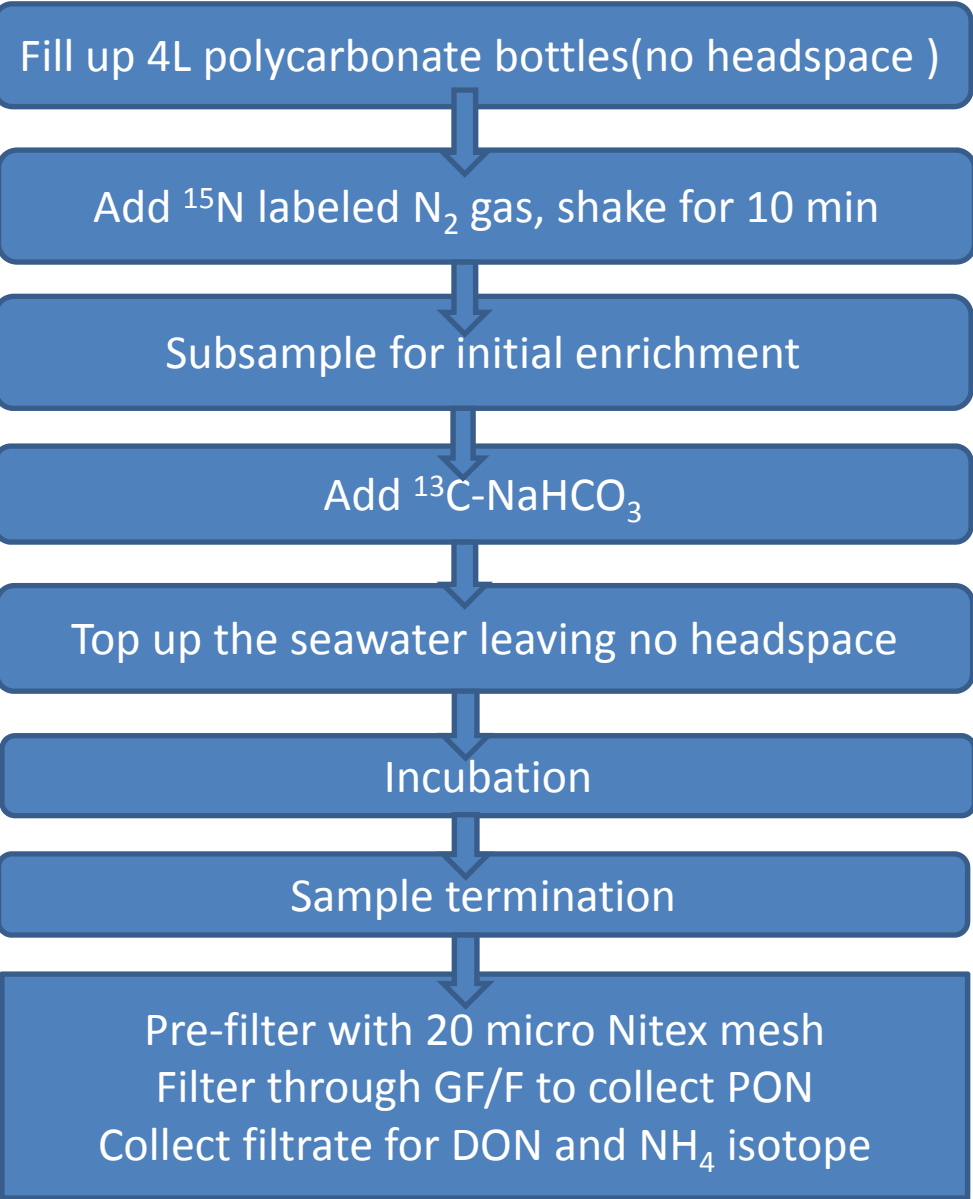 Fill up 4L polycarbonate bottles(no headspace )
Add ¹⁵N labeled N₂ gas, shake for 10 min
Subsample for initial enrichment
Add ¹³C-NaHCO₃
Top up the seawater leaving no headspace
Incubation
Sample termination
Pre-filter with 20 micro Nitex mesh
Filter through GF/F to collect PON
Collect filtrate for DON and NH₄ isotope